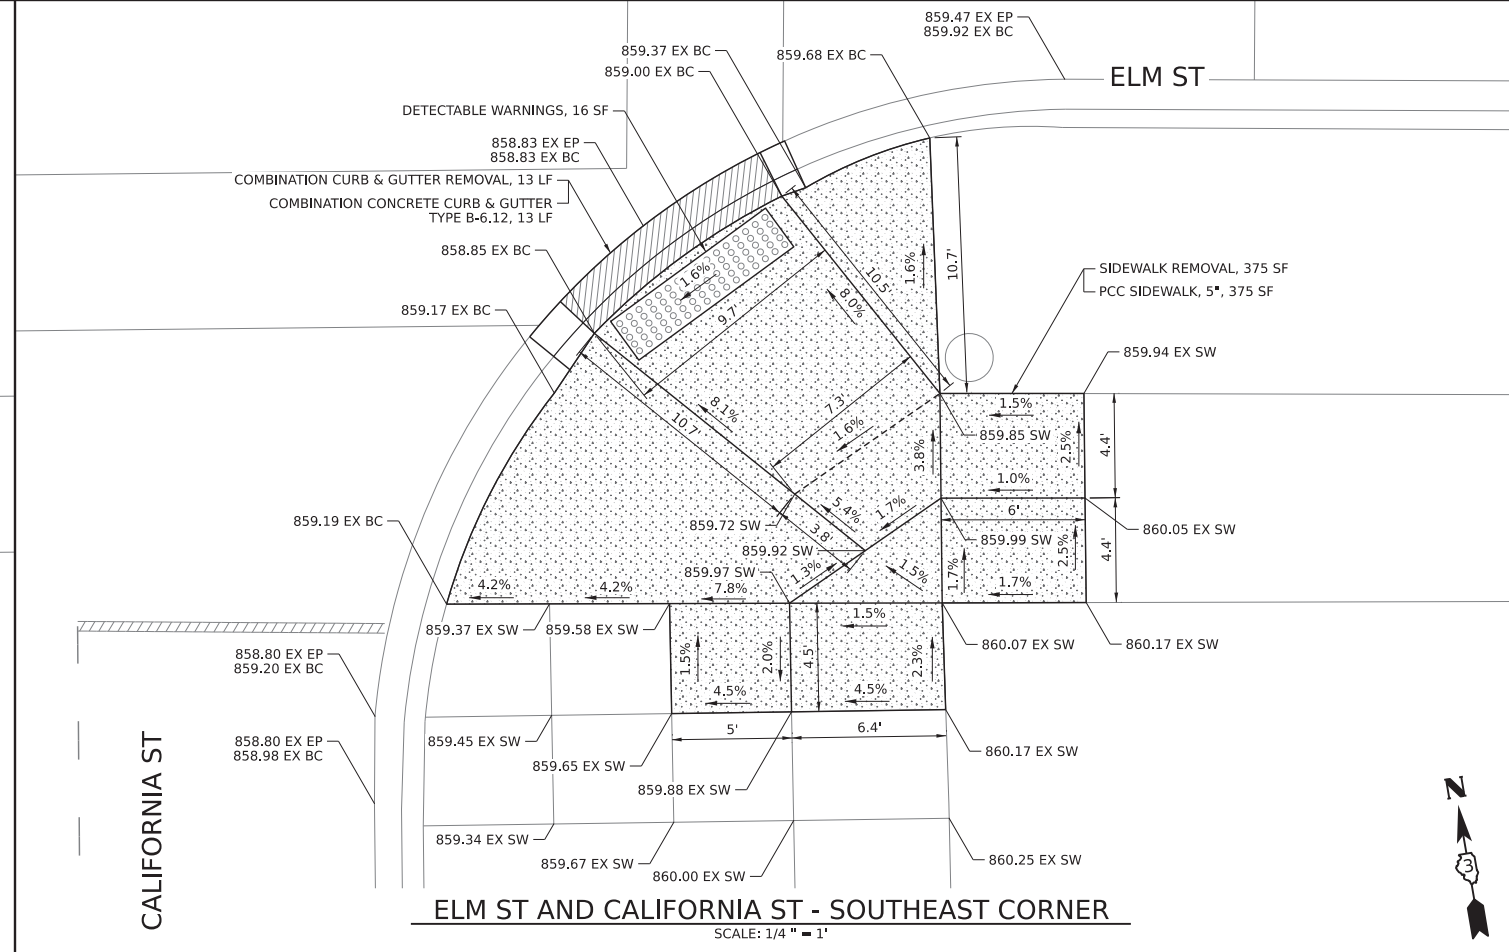 859.47 EX EP
859.92 EX BC
859.37 EX BC
859.68 EX BC
859.00 EX BC
ELM ST
DETECTABLE WARNINGS, 16 SF
858.83 EX EP
858.83 EX BC
COMBINATION CURB & GUTTER REMOVAL, 13 LF
COMBINATION CONCRETE CURB & GUTTER
TYPE B-6.12, 13 LF
858.85 EX BC
859.17 EX BC
1.6%
9.7'
10.5'
8.0%
1.6%
10.7'
SIDEWALK REMOVAL, 375 SF
PCC SIDEWALK, 5", 375 SF
859.94 EX SW
8.1%
10.7'
7.3'
1.6%
1.5%
859.85 SW
3.8%
2.5%
4.4'
1.0%
859.19 EX BC
859.72 SW
5.4%
1.7%
3.8'
6'
860.05 EX SW
859.92 SW
859.99 SW
2.5%
4.4'
859.97 SW
1.3%
1.5%
1.7%
1.7%
4.2%
4.2%
7.8%
859.37 EX SW
859.58 EX SW
1.5%
860.07 EX SW
860.17 EX SW
858.80 EX EP
859.20 EX BC
1.5%
2.0%
4.5'
2.3%
4.5%
4.5%
858.80 EX EP
858.98 EX BC
859.45 EX SW
5'
6.4'
860.17 EX SW
859.65 EX SW
859.88 EX SW
CALIFORNIA ST
859.34 EX SW
859.67 EX SW
860.00 EX SW
860.25 EX SW
N
3
ELM ST AND CALIFORNIA ST - SOUTHEAST CORNER
SCALE: 1/4 " = 1'